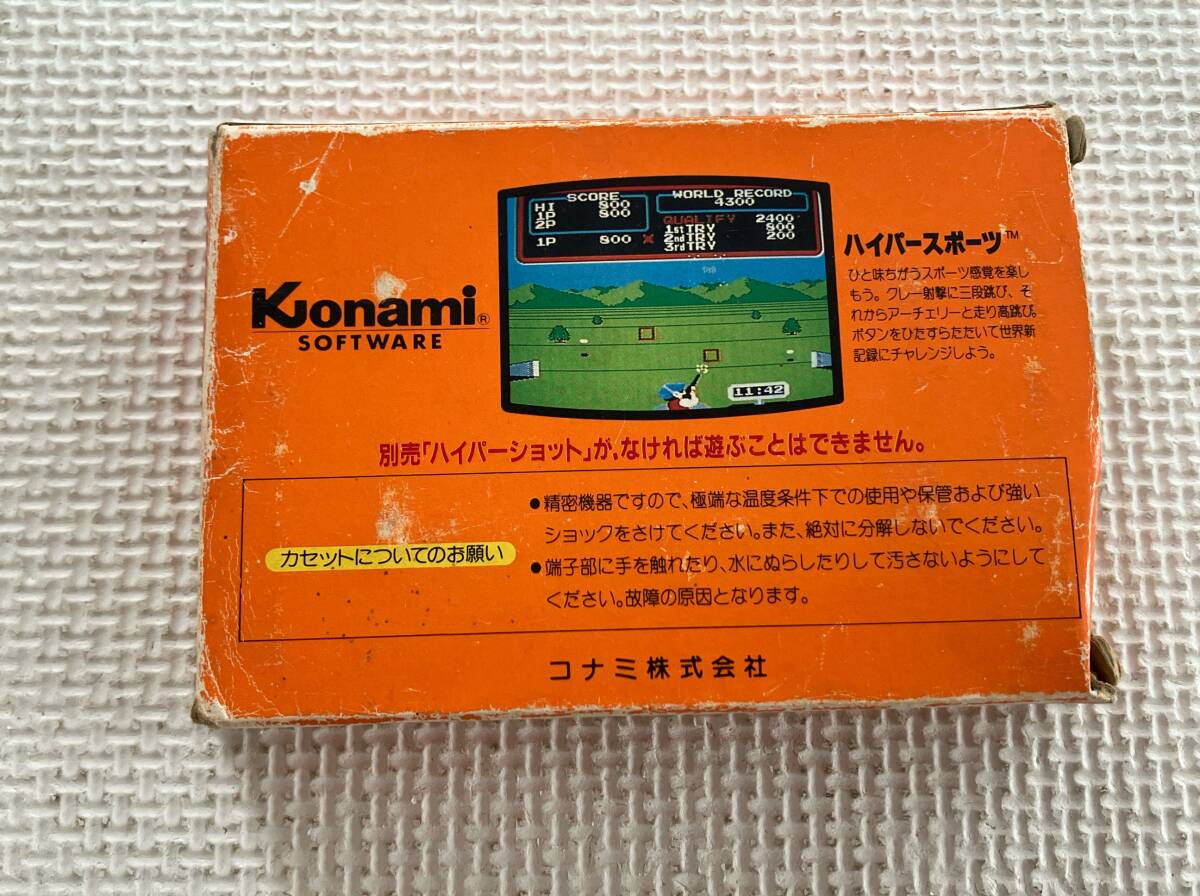 Konami®
SOFTWARE
SCORE
HI 800
1P 800
2P
1P 800
WORLD RECORD
4300
QUALIFY 2400
1stTRY 800
2ndTRY 200
3rdTRY
11:42
ハイパースポーツ™
ひと味ちがうスポーツ感覚を楽し
もう。クレー射撃に三段跳び、そ
れからアーチェリーと走り高跳び。
ボタンをひたすらたたいて世界新
記録にチャレンジしよう。
別売「ハイパーショット」が、なければ遊ぶことはできません。
カセットについてのお願い
●精密機器ですので、極端な温度条件下での使用や保管および強い
ショックをさけてください。また、絶対に分解しないでください。
●端子部に手を触れたり、水にぬらしたりして汚さないようにして
ください。故障の原因となります。
コナミ株式会社